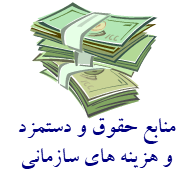 منابع حقوق و دستمزد
و هزینه های سازمانی